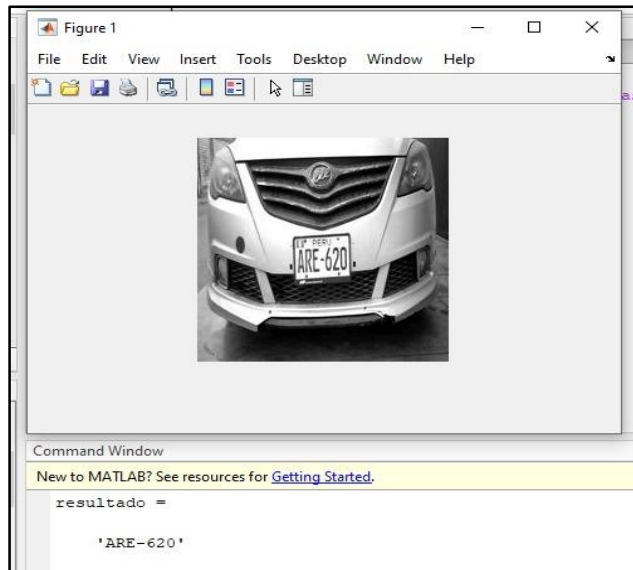 Figure 1
File Edit View Insert Tools Desktop Window Help
PERU
ARE-620
Command Window
New to MATLAB? See resources for Getting Started.
resultado =
'ARE-620'